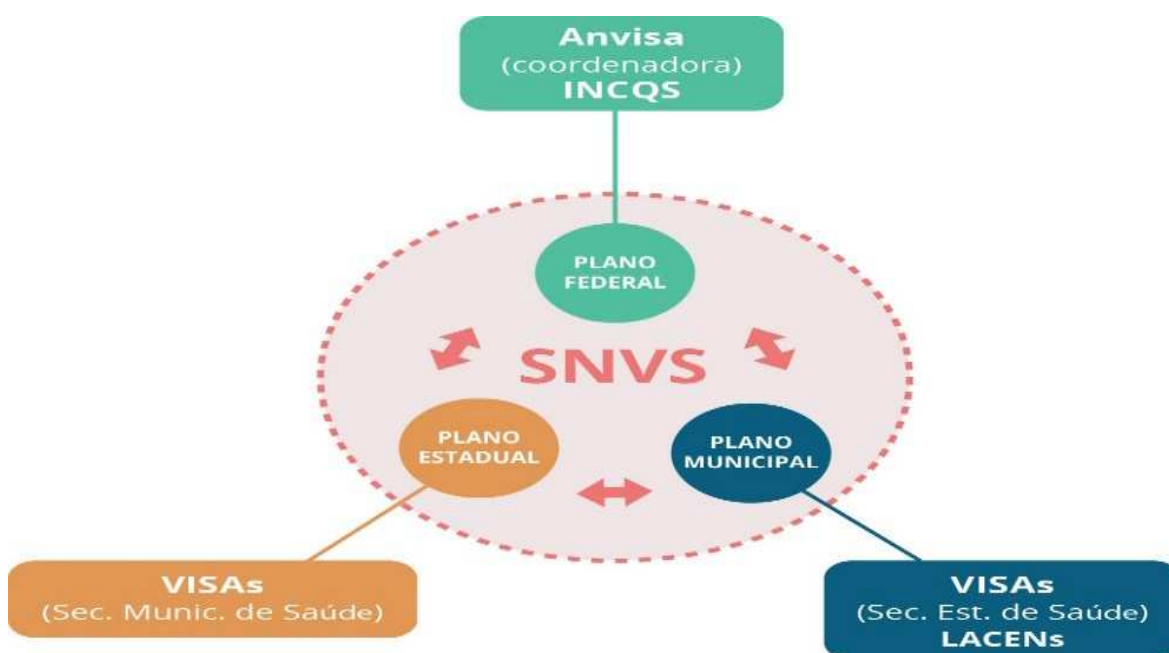 Anvisa
(coordenadora)
INCQS
PLANO
FEDERAL
SNVS
PLANO
ESTADUAL
PLANO
MUNICIPAL
VISAs
(Sec. Munic. de Saúde)
VISAs
(Sec. Est. de Saúde)
LACENs